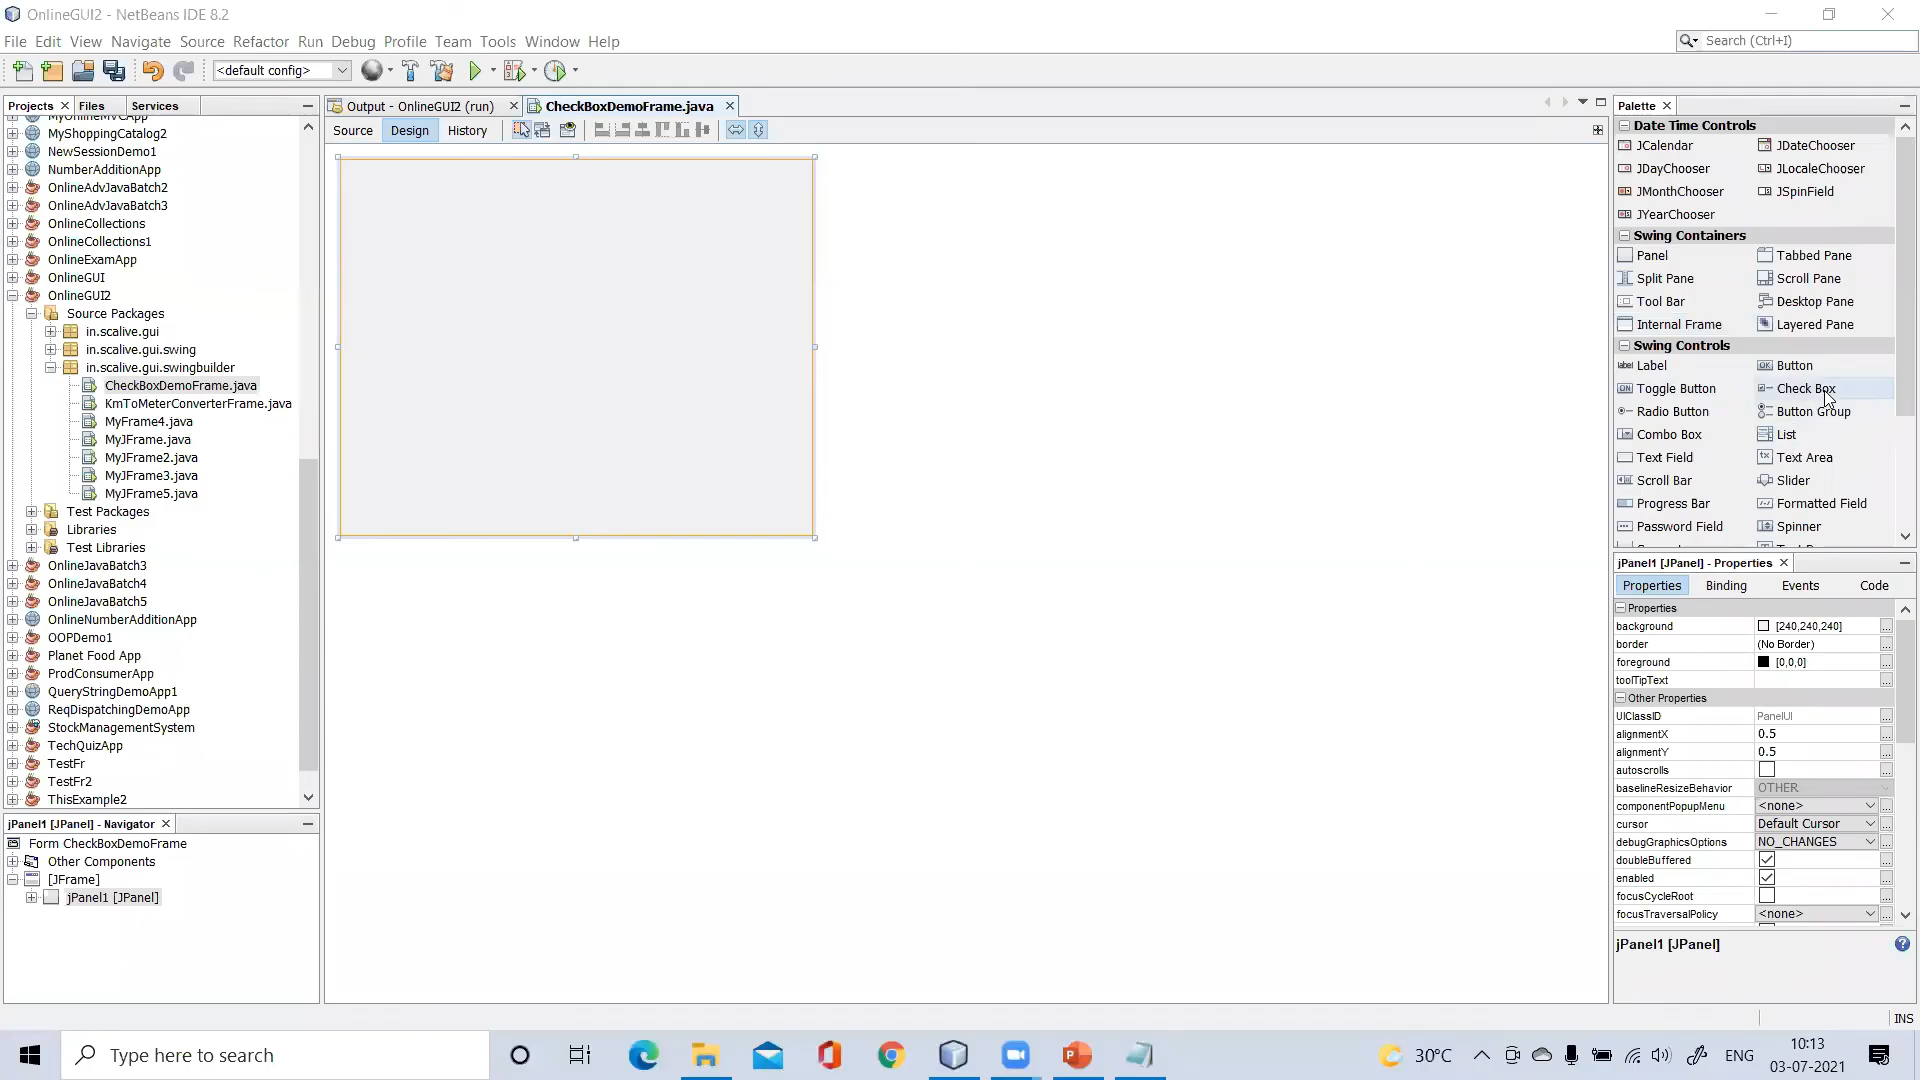 OnlineGUI2 - NetBeans IDE 8.2
File Edit View Navigate Source Refactor Run Debug Profile Team Tools Window Help
Search (Ctrl+I)
<default config>
Projects Files Services
MyOnlineMVCApp
MyShoppingCatalog2
NewSessionDemo1
NumberAdditionApp
OnlineAdvJavaBatch2
OnlineAdvJavaBatch3
OnlineCollections
OnlineCollections1
OnlineExamApp
OnlineGUI
OnlineGUI2
Source Packages
in.scalive.gui
in.scalive.gui.swing
in.scalive.gui.swingbuilder
CheckBoxDemoFrame.java
KmToMeterConverterFrame.java
MyFrame4.java
MyJFrame.java
MyJFrame2.java
MyJFrame3.java
MyJFrame5.java
Test Packages
Libraries
Test Libraries
OnlineJavaBatch3
OnlineJavaBatch4
OnlineJavaBatch5
OnlineNumberAdditionApp
OOPDemo1
Planet Food App
ProdConsumerApp
QueryStringDemoApp1
ReqDispatchingDemoApp
StockManagementSystem
TechQuizApp
TestFr
TestFr2
ThisExample2
jPanel1 [JPanel] - Navigator
Form CheckBoxDemoFrame
Other Components
[JFrame]
jPanel1 [JPanel]
Output - OnlineGUI2 (run) CheckBoxDemoFrame.java
Source Design History
Palette
Date Time Controls
JCalendar JDateChooser
JDayChooser JLocaleChooser
JMonthChooser JSpinField
JYearChooser
Swing Containers
Panel Tabbed Pane
Split Pane Scroll Pane
Tool Bar Desktop Pane
Internal Frame Layered Pane
Swing Controls
label Label OK Button
ON Toggle Button Check Box
Radio Button Button Group
Combo Box List
Text Field Text Area
Scroll Bar Slider
Progress Bar Formatted Field
Password Field Spinner
jPanel1 [JPanel] - Properties
Properties Binding Events Code
Properties
background [240,240,240] ...
border (No Border) ...
foreground [0,0,0] ...
toolTipText ...
Other Properties
UIClassID PanelUI ...
alignmentX 0.5 ...
alignmentY 0.5 ...
autoscrolls ...
baselineResizeBehavior OTHER ...
componentPopupMenu <none> ...
cursor Default Cursor ...
debugGraphicsOptions NO_CHANGES ...
doubleBuffered ...
enabled ...
focusCycleRoot ...
focusTraversalPolicy <none> ...
jPanel1 [JPanel]
INS
Type here to search
30°C
ENG
10:13
03-07-2021